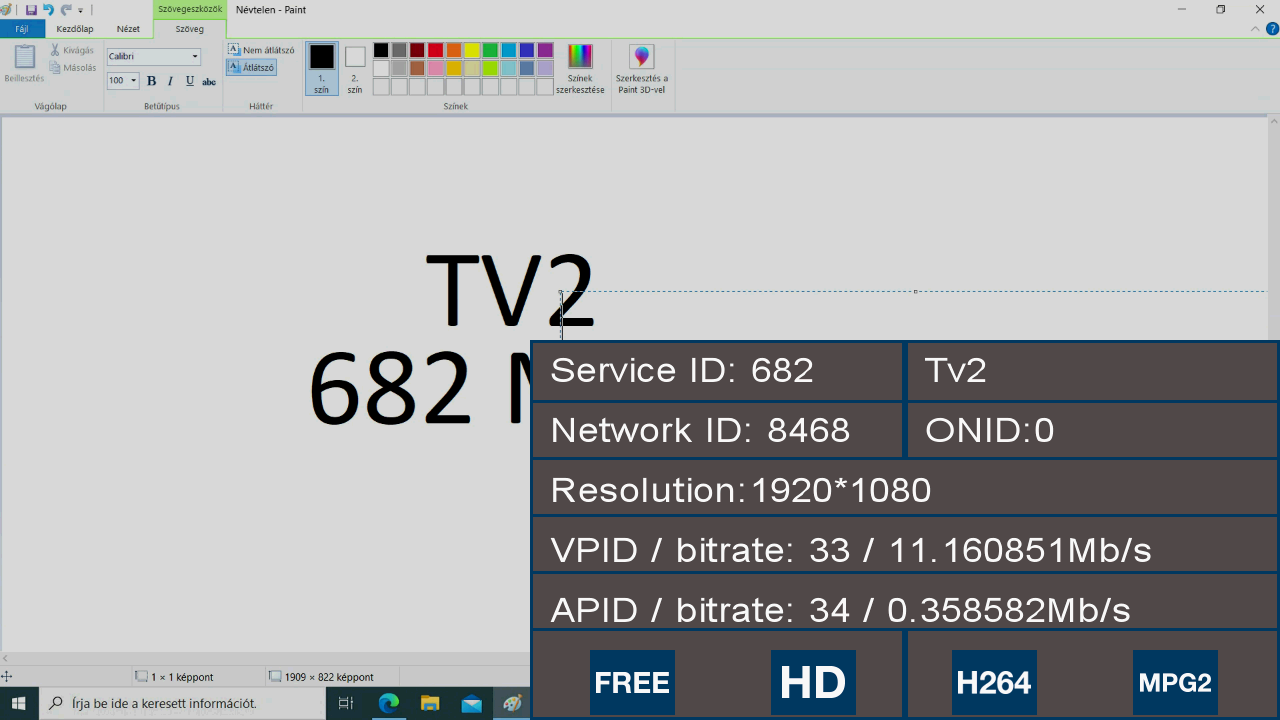 Szövegeszközök
Névtelen - Paint
Fájl
Kezdőlap
Nézet
Szöveg
Beillesztés
Kivágás
Másolás
Vágólap
Calibri
100
B I U abc
Betűtípus
Nem átlátszó
Átlátszó
Háttér
1.
szín
2.
szín
Színek
szerkesztése
Színek
Szerkesztés a
Paint 3D-vel
TV2
682
Service ID: 682
Tv2
Network ID: 8468
ONID:0
Resolution:1920*1080
VPID / bitrate: 33 / 11.160851Mb/s
APID / bitrate: 34 / 0.358582Mb/s
FREE
HD
H264
MPG2
1 × 1 képpont
1909 × 822 képpont
Írja be ide a keresett információt.